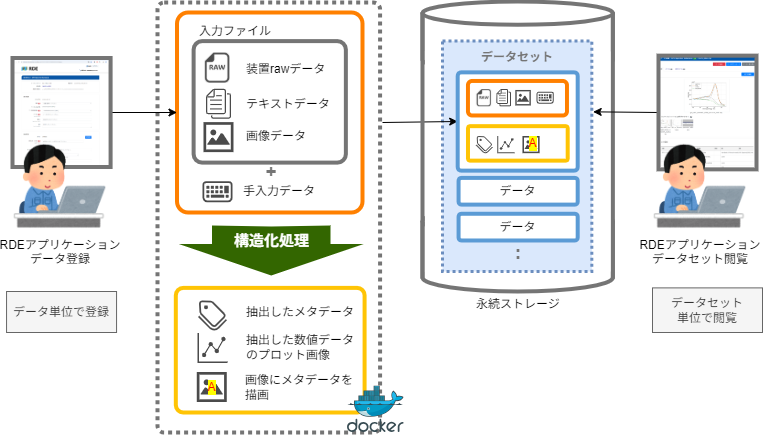 RDE
RDEアプリケーション
データ登録
データ単位で登録
入力ファイル
RAW
装置rawデータ
テキストデータ
画像データ
+
手入力データ
構造化処理
抽出したメタデータ
抽出した数値データ
のプロット画像
A
画像にメタデータを
描画
docker
データセット
RAW
A
データ
データ
:
永続ストレージ
RDEアプリケーション
データセット閲覧
データセット
単位で閲覧